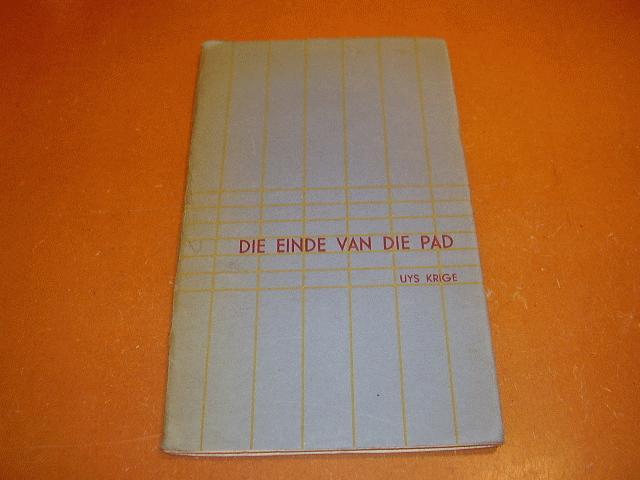 DIE EINDE VAN DIE PAD
UYS KRIGE